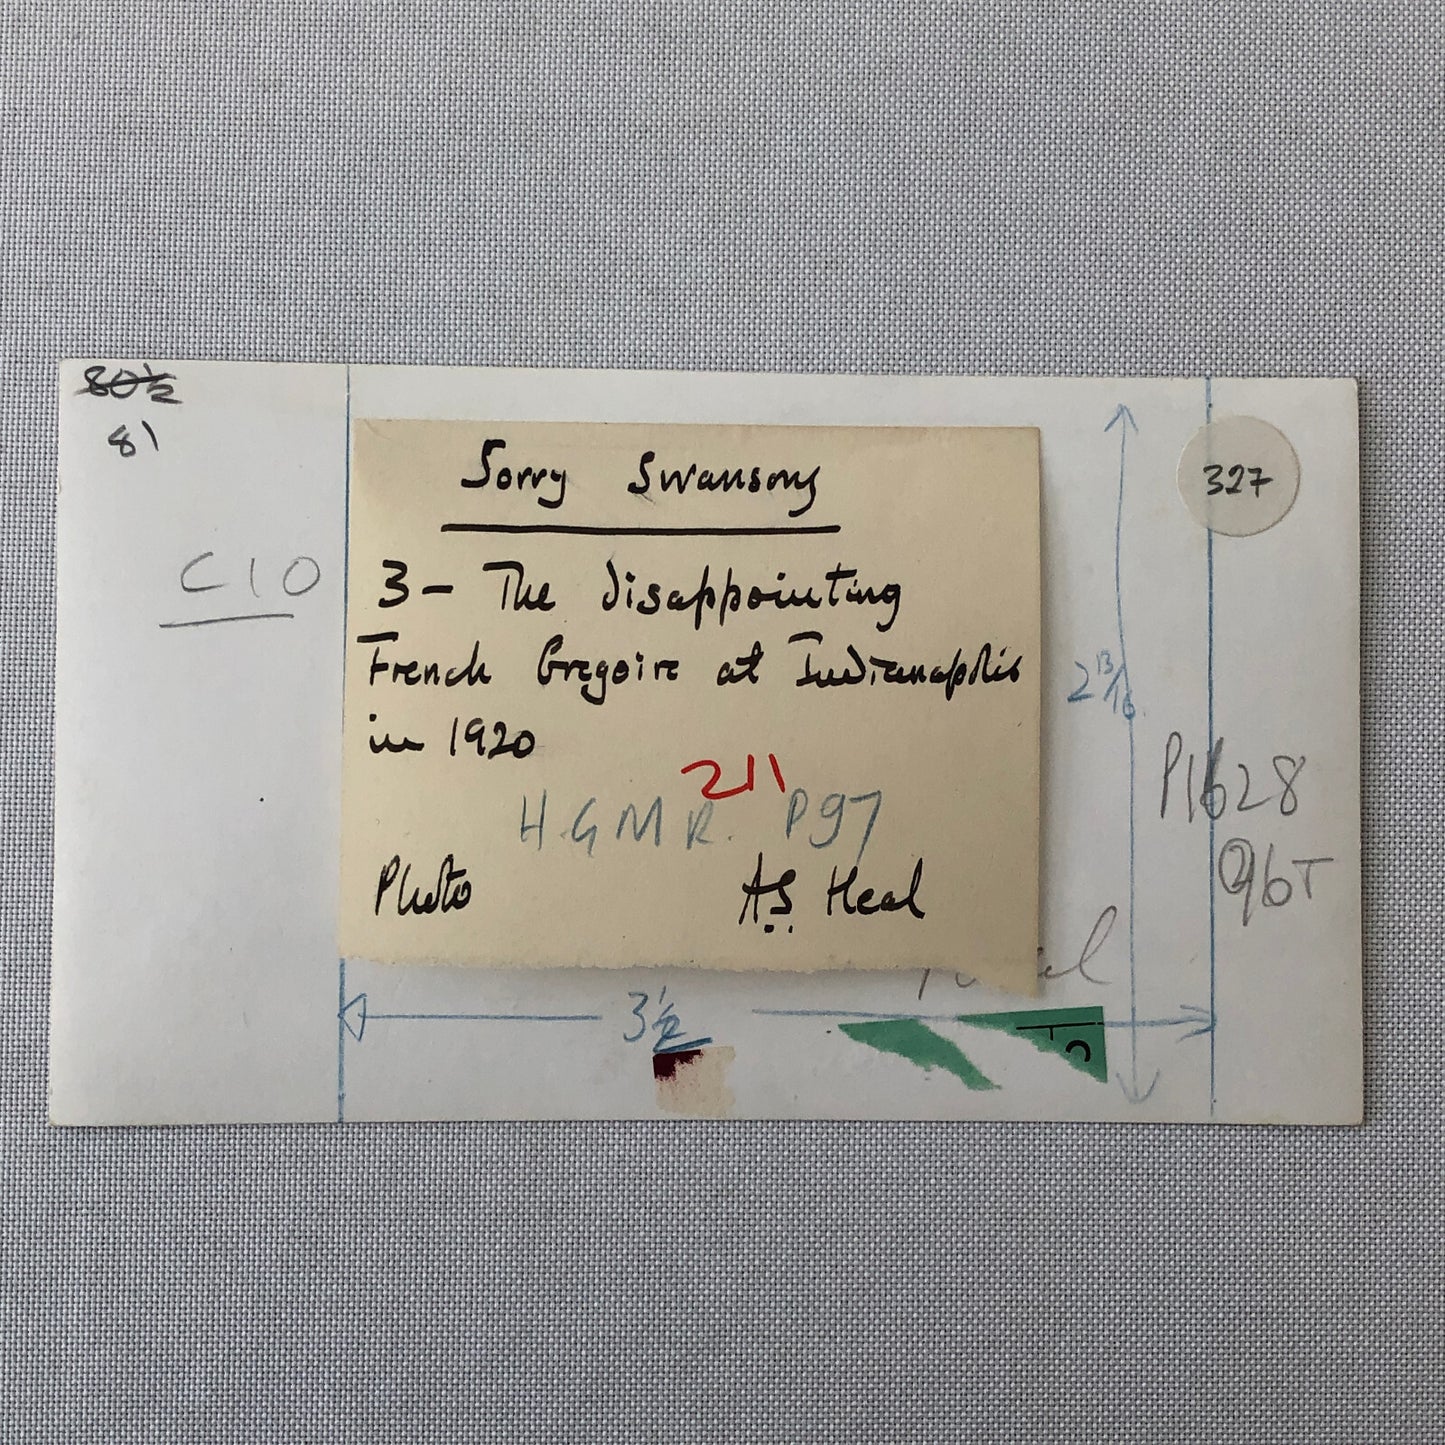 80½
81
327
C10
Sorry Swansong
3 - The disappointing
French Gregoire at Indianapolis
in 1920
211
H.G.M.R. P97
Photo A.S. Heal
2 13/16
P1628
96T
3½